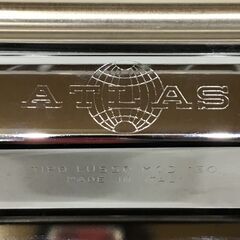 ATLAS
TIPO LUSSO MOD. 150
MADE IN ITALY